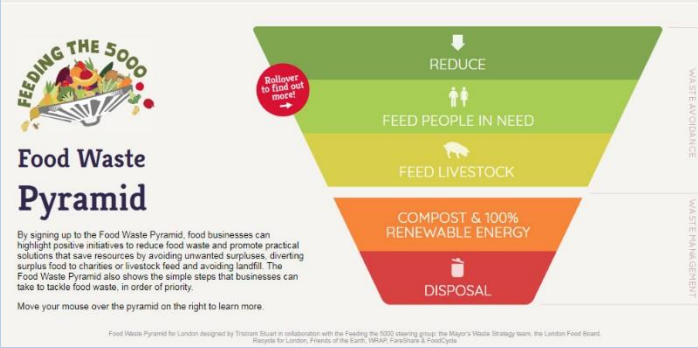 FEEDING THE 5000
Food Waste
Pyramid
By signing up to the Food Waste Pyramid, food businesses can
highlight positive initiatives to reduce food waste and promote practical
solutions that save resources by avoiding unwanted surpluses, diverting
surplus food to charities or livestock feed and avoiding landfill. The
Food Waste Pyramid also shows the simple steps that businesses can
take to tackle food waste, in order of priority.
Move your mouse over the pyramid on the right to learn more.
Rollover
to find out
more!
REDUCE
FEED PEOPLE IN NEED
FEED LIVESTOCK
COMPOST & 100%
RENEWABLE ENERGY
DISPOSAL
WASTE AVOIDANCE
WASTE MANAGEMENT
Food Waste Pyramid for London designed by Tristram Stuart in collaboration with the Feeding the 5000 steering group: the Mayor's Waste Strategy team, the London Food Board,
Recycle for London, Friends of the Earth, WRAP, FareShare & FoodCycle